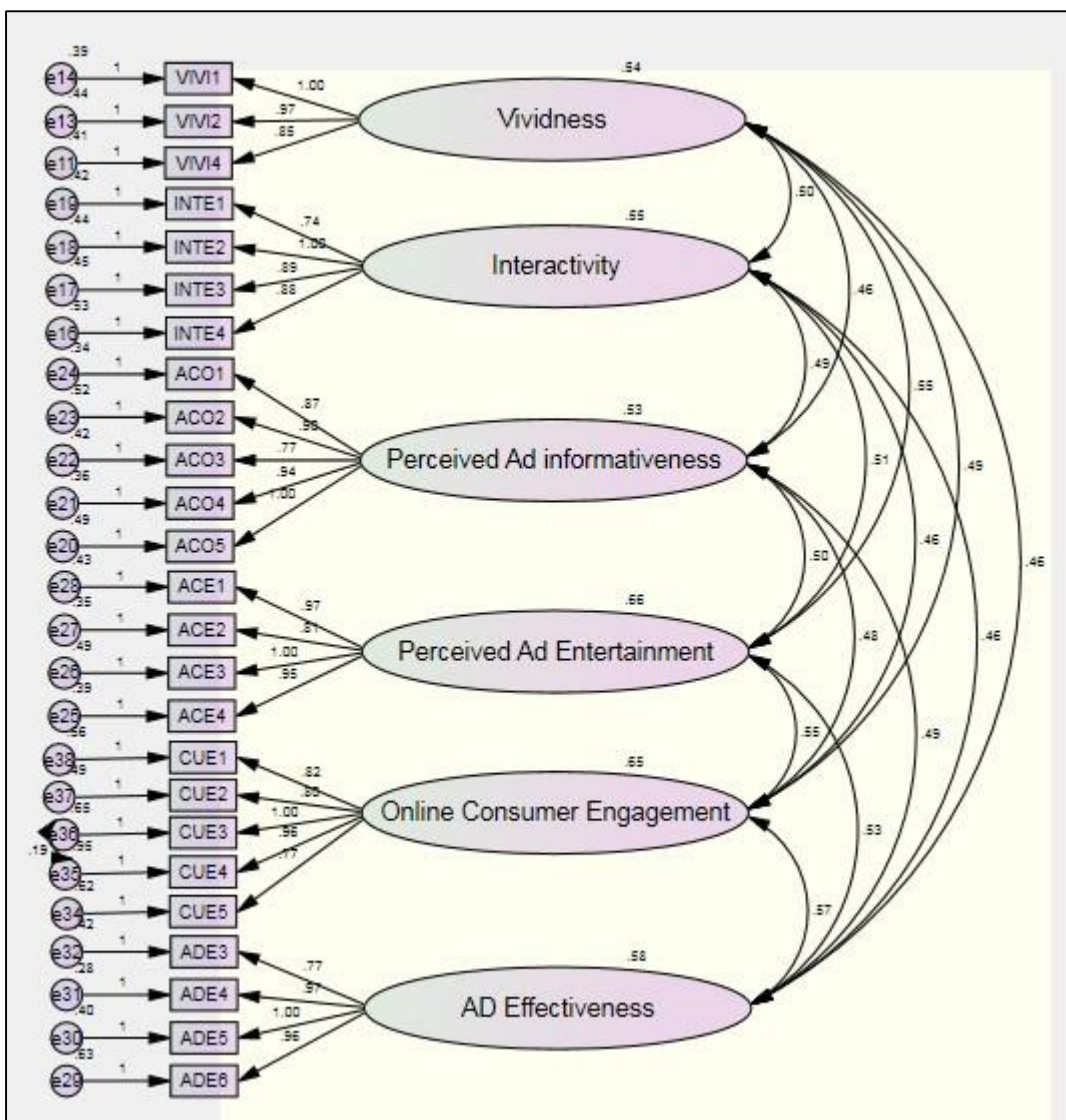 .39
e14 1 VIVI1 1.00 .54
.44
e13 1 VIVI2 .97 Vividness
.41
e11 1 VIVI4 .85
.42
e19 1 INTE1 .74 .50
.44
e18 1 INTE2 1.00 .55
.45
e17 1 INTE3 .89 Interactivity
.53
e16 1 INTE4 .88 .46
.34
e24 1 ACO1 .87 .49
.52
e23 1 ACO2 .53 .55
.42
e22 1 ACO3 .77 Perceived Ad informativeness .51 .49
.36
e21 1 ACO4 .94
.49
e20 1 ACO5 1.00 .50 .46 .46
.43
e28 1 ACE1 .97
.35
e27 1 ACE2 .81 .66
.49
e26 1 ACE3 1.00 Perceived Ad Entertainment .48 .46
.39
e25 1 ACE4 .95 .55 .49
.56
e38 1 CUE1 .82 .65
.49
e37 1 CUE2
e36 1 CUE3 1.00 Online Consumer Engagement .53
.19 .95
e35 1 CUE4 .96
.62
e34 1 CUE5 .77 .57
.42
e32 1 ADE3 .77 .58
.28
e31 1 ADE4 .97
.40
e30 1 ADE5 1.00 AD Effectiveness
.63
e29 1 ADE6 .96